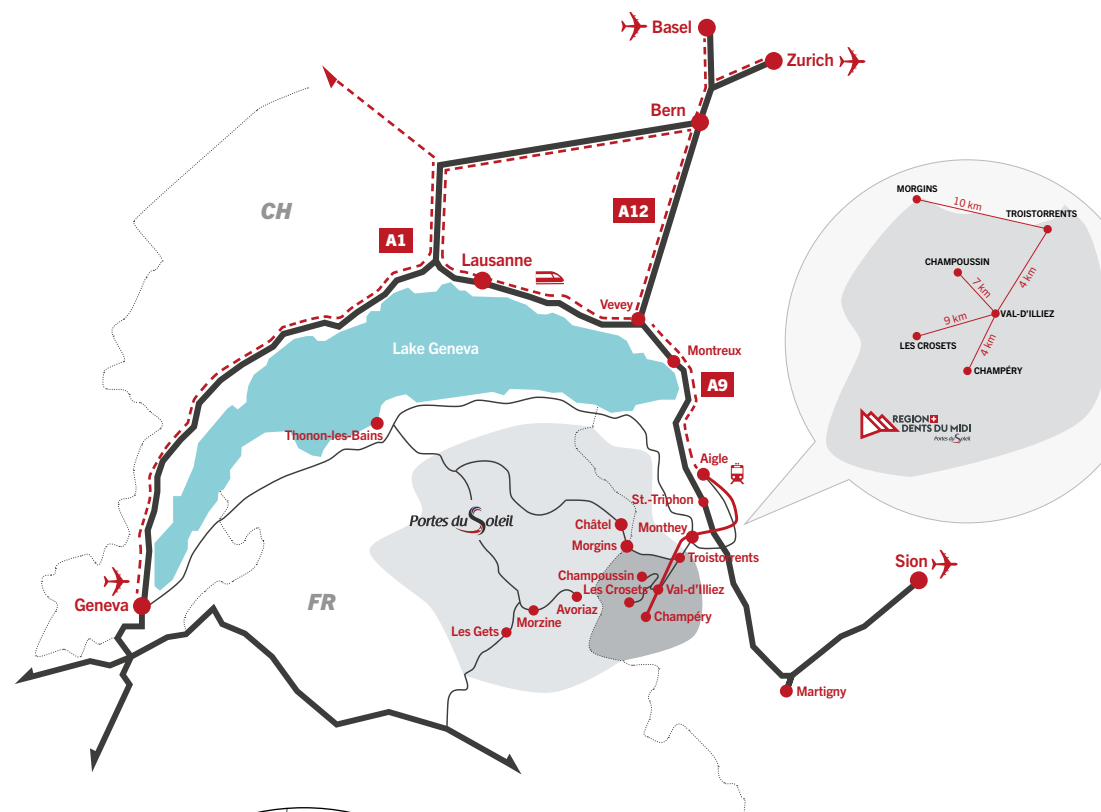 Basel
Zurich
Bern
CH
A12
A1
Lausanne
Vevey
Lake Geneva
Montreux
A9
Thonon-les-Bains
Aigle
St.-Triphon
Portes du Soleil
Châtel
Monthey
Morgins
Troistorrents
Champoussin
Les Crosets
Val-d'Illiez
Avoriaz
Champéry
Morzine
Les Gets
Sion
Geneva
FR
Martigny
MORGINS
10 km
TROISTORRENTS
CHAMPOUSSIN
7 km
4 km
VAL-D'ILLIEZ
9 km
LES CROSETS
4 km
CHAMPÉRY
REGION
DENTS DU MIDI
Portes du Soleil